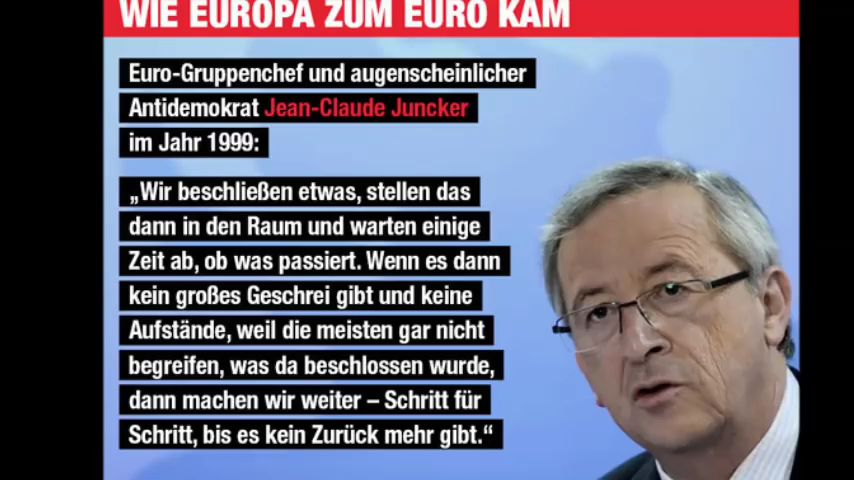 WIE EUROPA ZUM EURO KAM
Euro-Gruppenchef und augenscheinlicher
Antidemokrat Jean-Claude Juncker
im Jahr 1999:
„Wir beschließen etwas, stellen das
dann in den Raum und warten einige
Zeit ab, ob was passiert. Wenn es dann
kein großes Geschrei gibt und keine
Aufstände, weil die meisten gar nicht
begreifen, was da beschlossen wurde,
dann machen wir weiter – Schritt für
Schritt, bis es kein Zurück mehr gibt.“